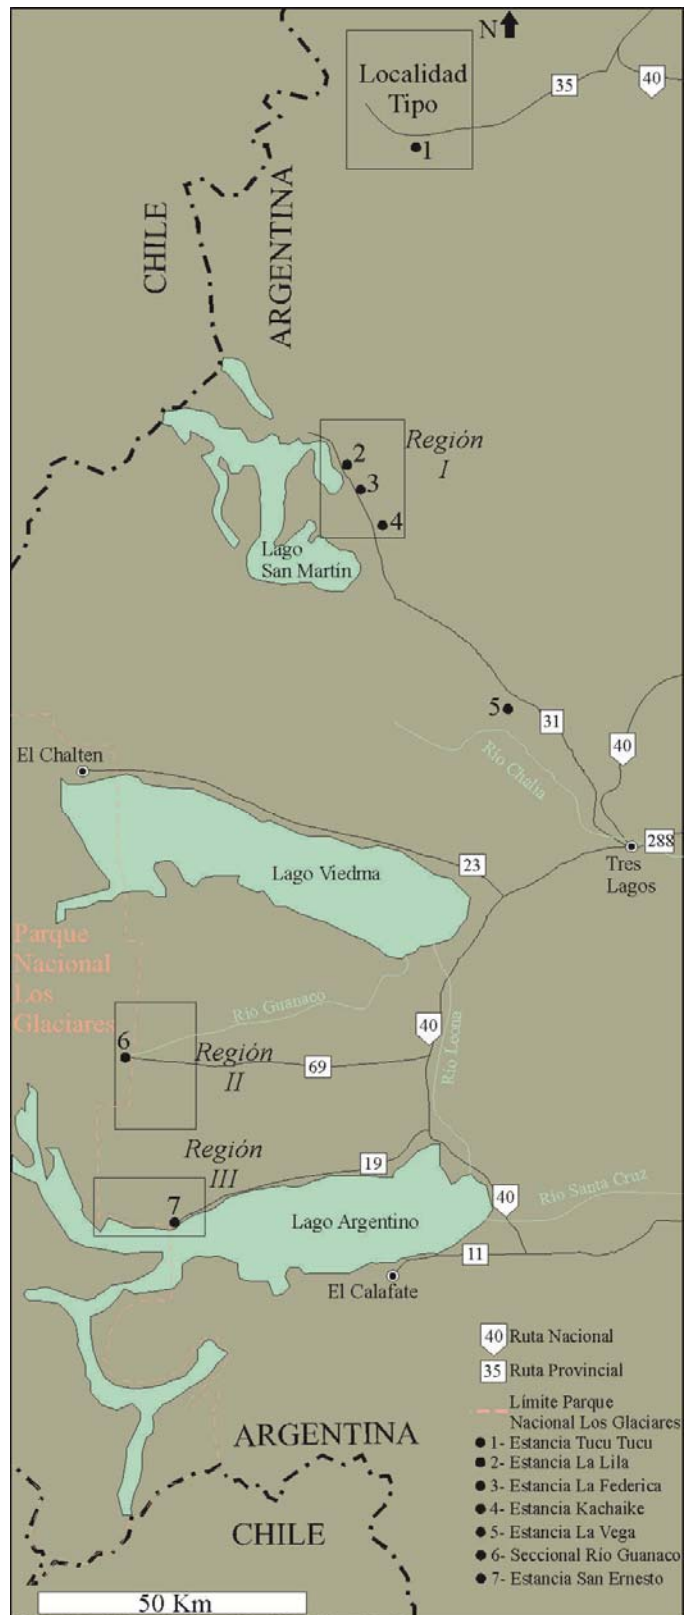 N
Localidad
Tipo
35
40
1
CHILE
ARGENTINA
Región
I
2
3
4
Lago
San Martín
5
31
40
El Chalten
Río Chalia
288
Tres
Lagos
23
Lago Viedma
Parque
Nacional
Los
Glaciares
Río Guanaco
Río Leona
40
6
Región
II
69
Región
III
19
7
Lago Argentino
40
Río Santa Cruz
11
El Calafate
40 Ruta Nacional
35 Ruta Provincial
Límite Parque
Nacional Los Glaciares
1- Estancia Tucu Tucu
2- Estancia La Lila
3- Estancia La Federica
4- Estancia Kachaike
5- Estancia La Vega
6- Seccional Río Guanaco
7- Estancia San Ernesto
ARGENTINA
CHILE
50 Km